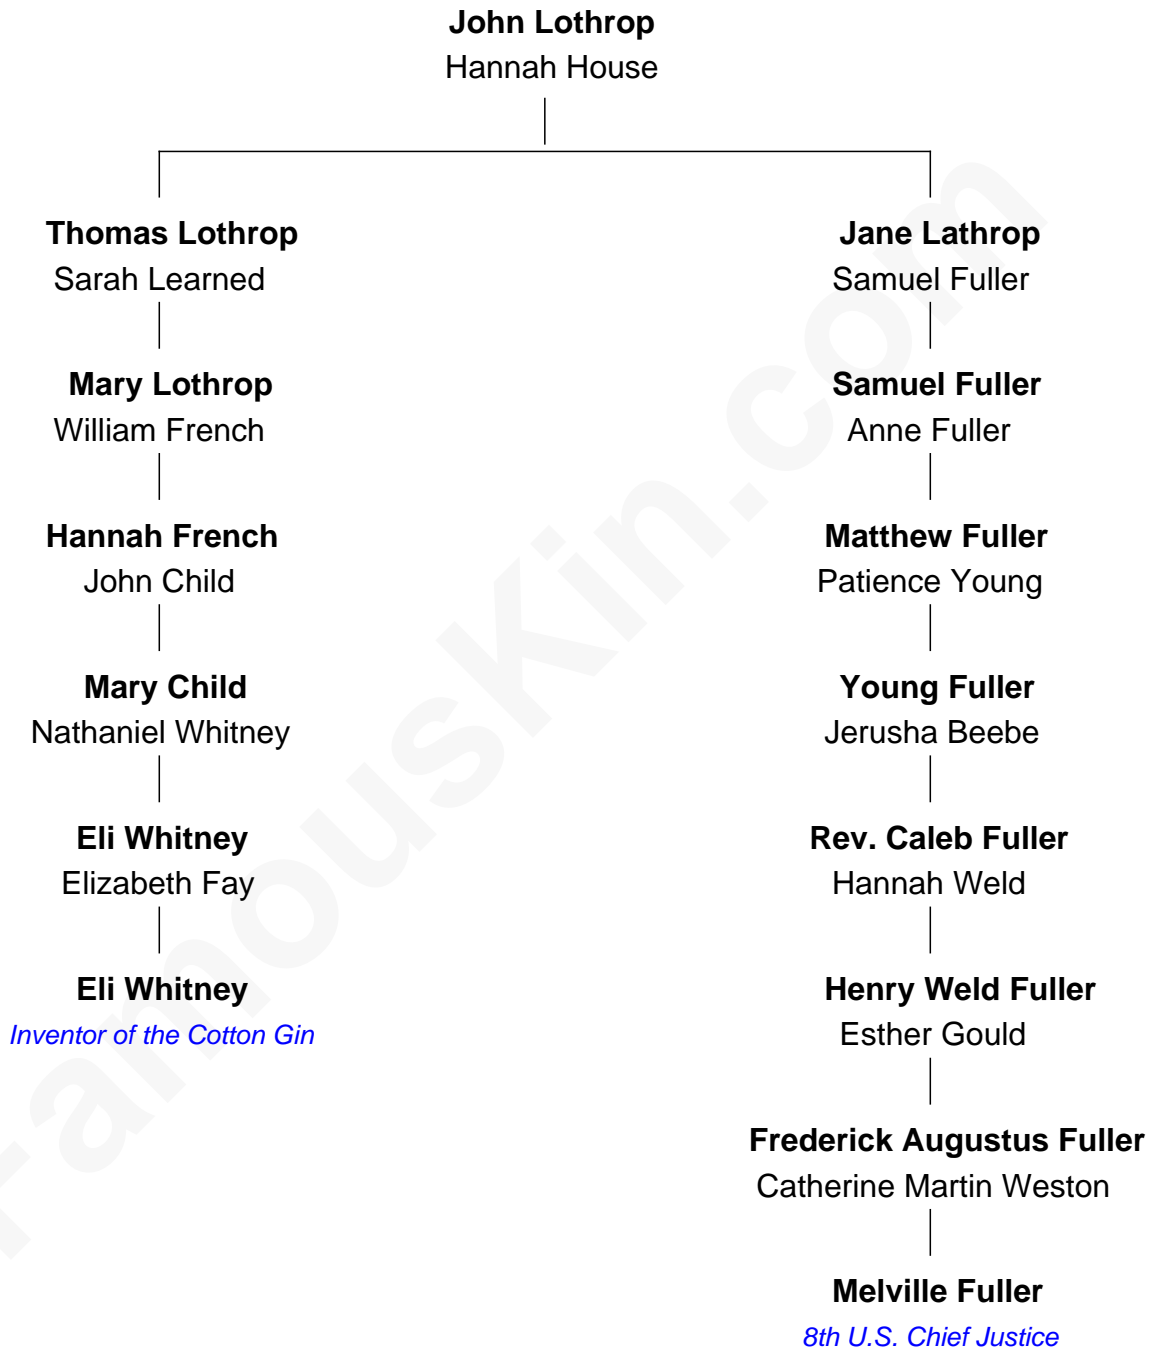 John Lothrop
Hannah House
Thomas Lothrop
Sarah Learned
Jane Lathrop
Samuel Fuller
Mary Lothrop
William French
Samuel Fuller
Anne Fuller
Hannah French
John Child
Matthew Fuller
Patience Young
Mary Child
Nathaniel Whitney
Young Fuller
Jerusha Beebe
Eli Whitney
Elizabeth Fay
Rev. Caleb Fuller
Hannah Weld
Eli Whitney
Inventor of the Cotton Gin
Henry Weld Fuller
Esther Gould
Frederick Augustus Fuller
Catherine Martin Weston
Melville Fuller
8th U.S. Chief Justice
FamousKin.com